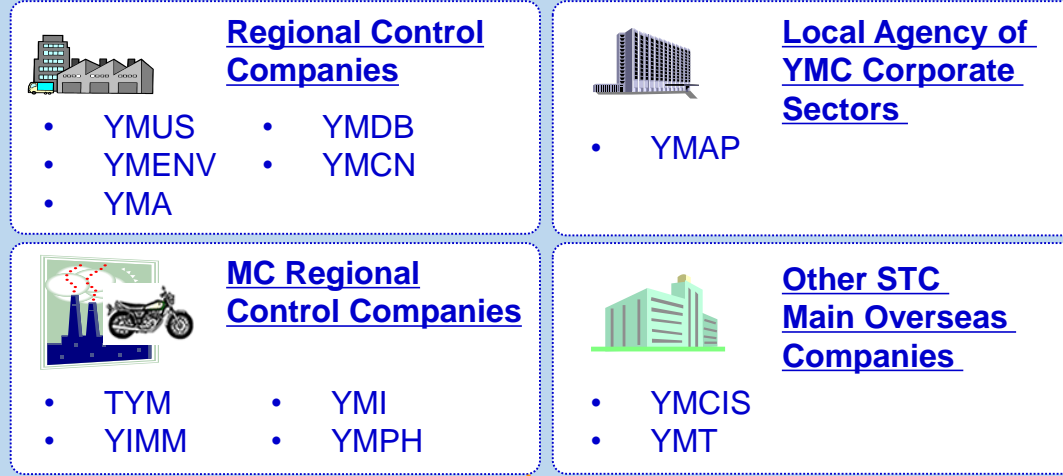 Regional Control
Companies
• YMUS • YMDB
• YMENV • YMCN
• YMA
Local Agency of
YMC Corporate
Sectors
• YMAP
MC Regional
Control Companies
• TYM • YMI
• YIMM • YMPH
Other STC
Main Overseas
Companies
• YMCIS
• YMT